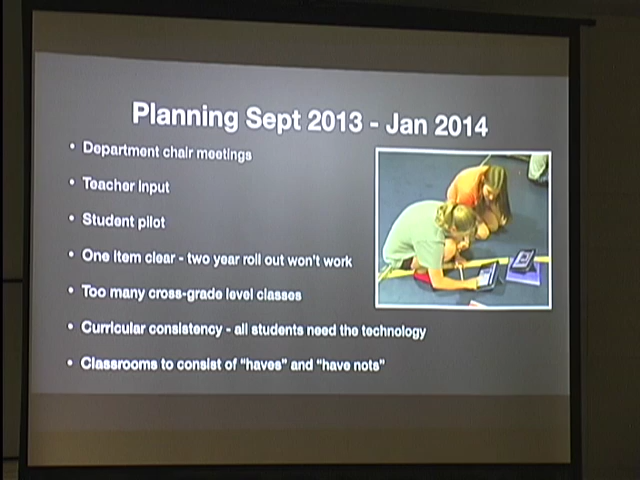 Planning Sept 2013 - Jan 2014
• Department chair meetings
• Teacher input
• Student pilot
• One item clear - two year roll out won't work
• Too many cross-grade level classes
• Curricular consistency - all students need the technology
• Classrooms to consist of "haves" and "have nots"